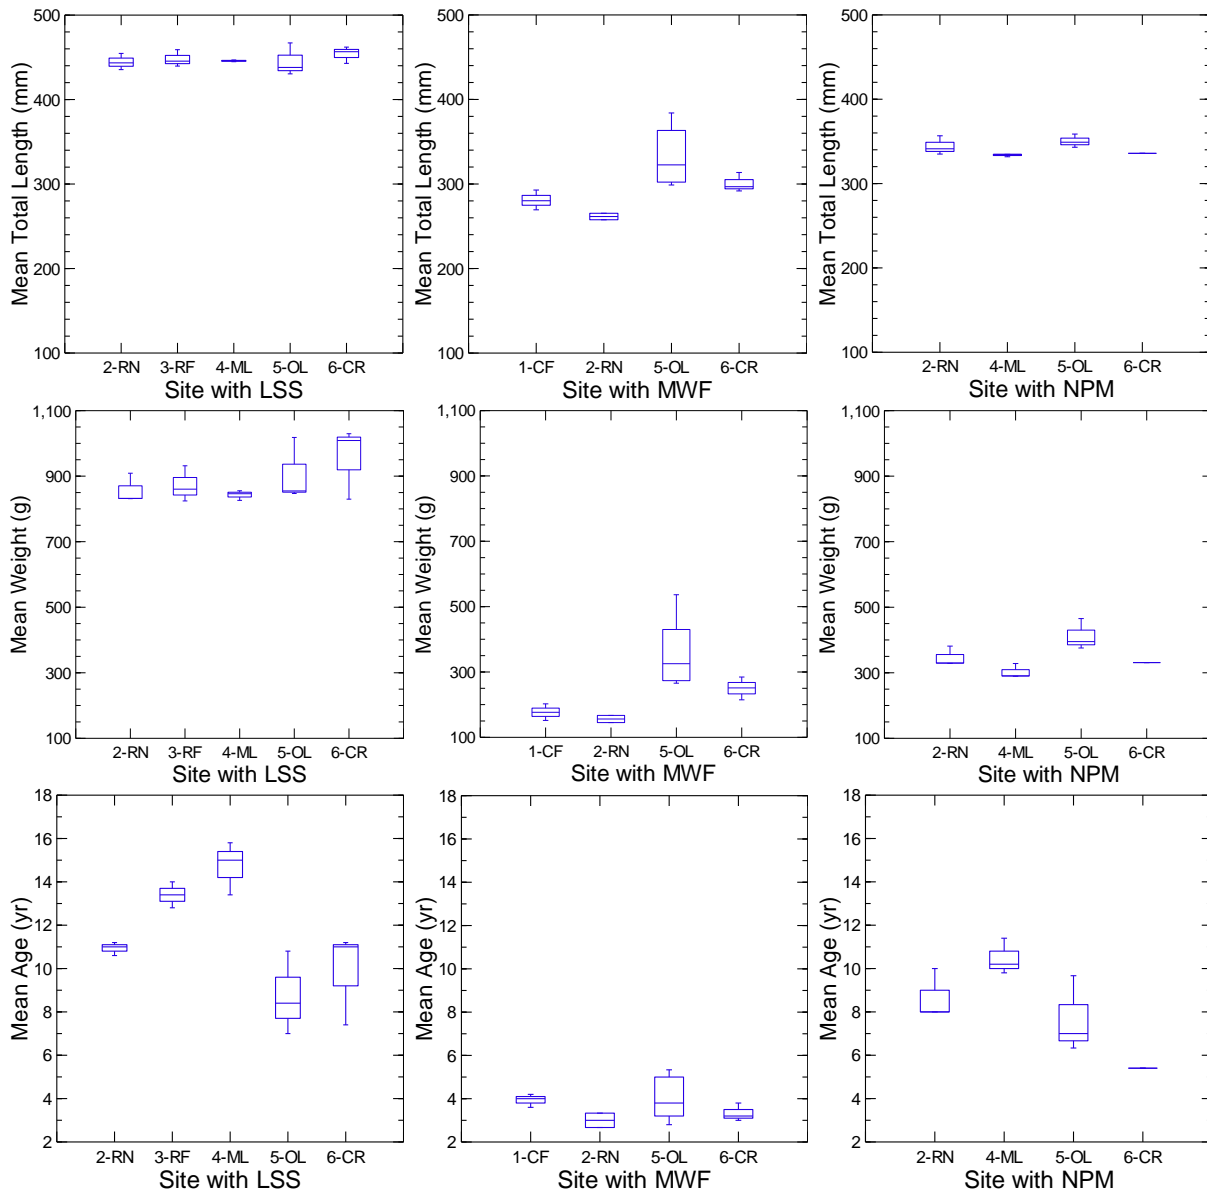 500
400
300
200
100
Mean Total Length (mm)
2-RN 3-RF 4-ML 5-OL 6-CR
Site with LSS
500
400
300
200
100
Mean Total Length (mm)
1-CF 2-RN 5-OL 6-CR
Site with MWF
500
400
300
200
100
Mean Total Length (mm)
2-RN 4-ML 5-OL 6-CR
Site with NPM
1,100
900
700
500
300
100
Mean Weight (g)
2-RN 3-RF 4-ML 5-OL 6-CR
Site with LSS
1,100
900
700
500
300
100
Mean Weight (g)
1-CF 2-RN 5-OL 6-CR
Site with MWF
1,100
900
700
500
300
100
Mean Weight (g)
2-RN 4-ML 5-OL 6-CR
Site with NPM
18
16
14
12
10
8
6
4
2
Mean Age (yr)
2-RN 3-RF 4-ML 5-OL 6-CR
Site with LSS
18
16
14
12
10
8
6
4
2
Mean Age (yr)
1-CF 2-RN 5-OL 6-CR
Site with MWF
18
16
14
12
10
8
6
4
2
Mean Age (yr)
2-RN 4-ML 5-OL 6-CR
Site with NPM